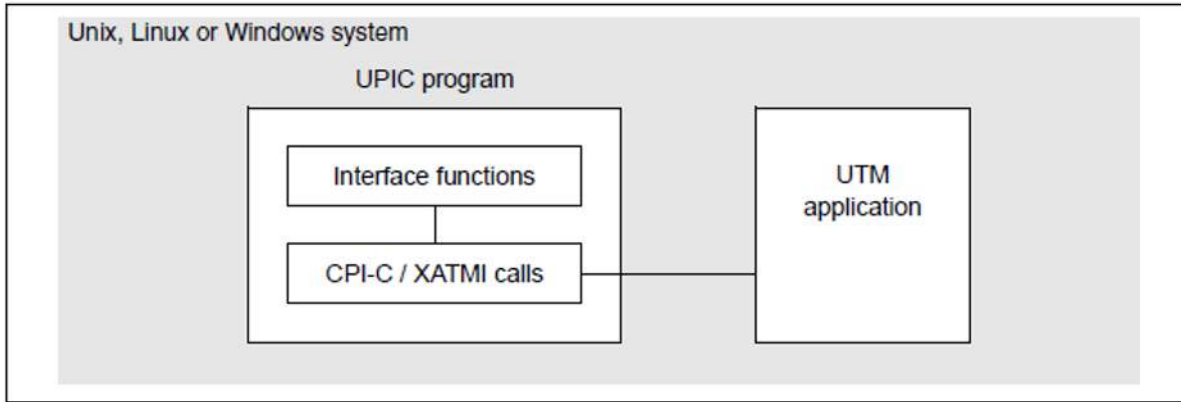 Unix, Linux or Windows system
UPIC program
Interface functions
CPI-C / XATMI calls
UTM
application